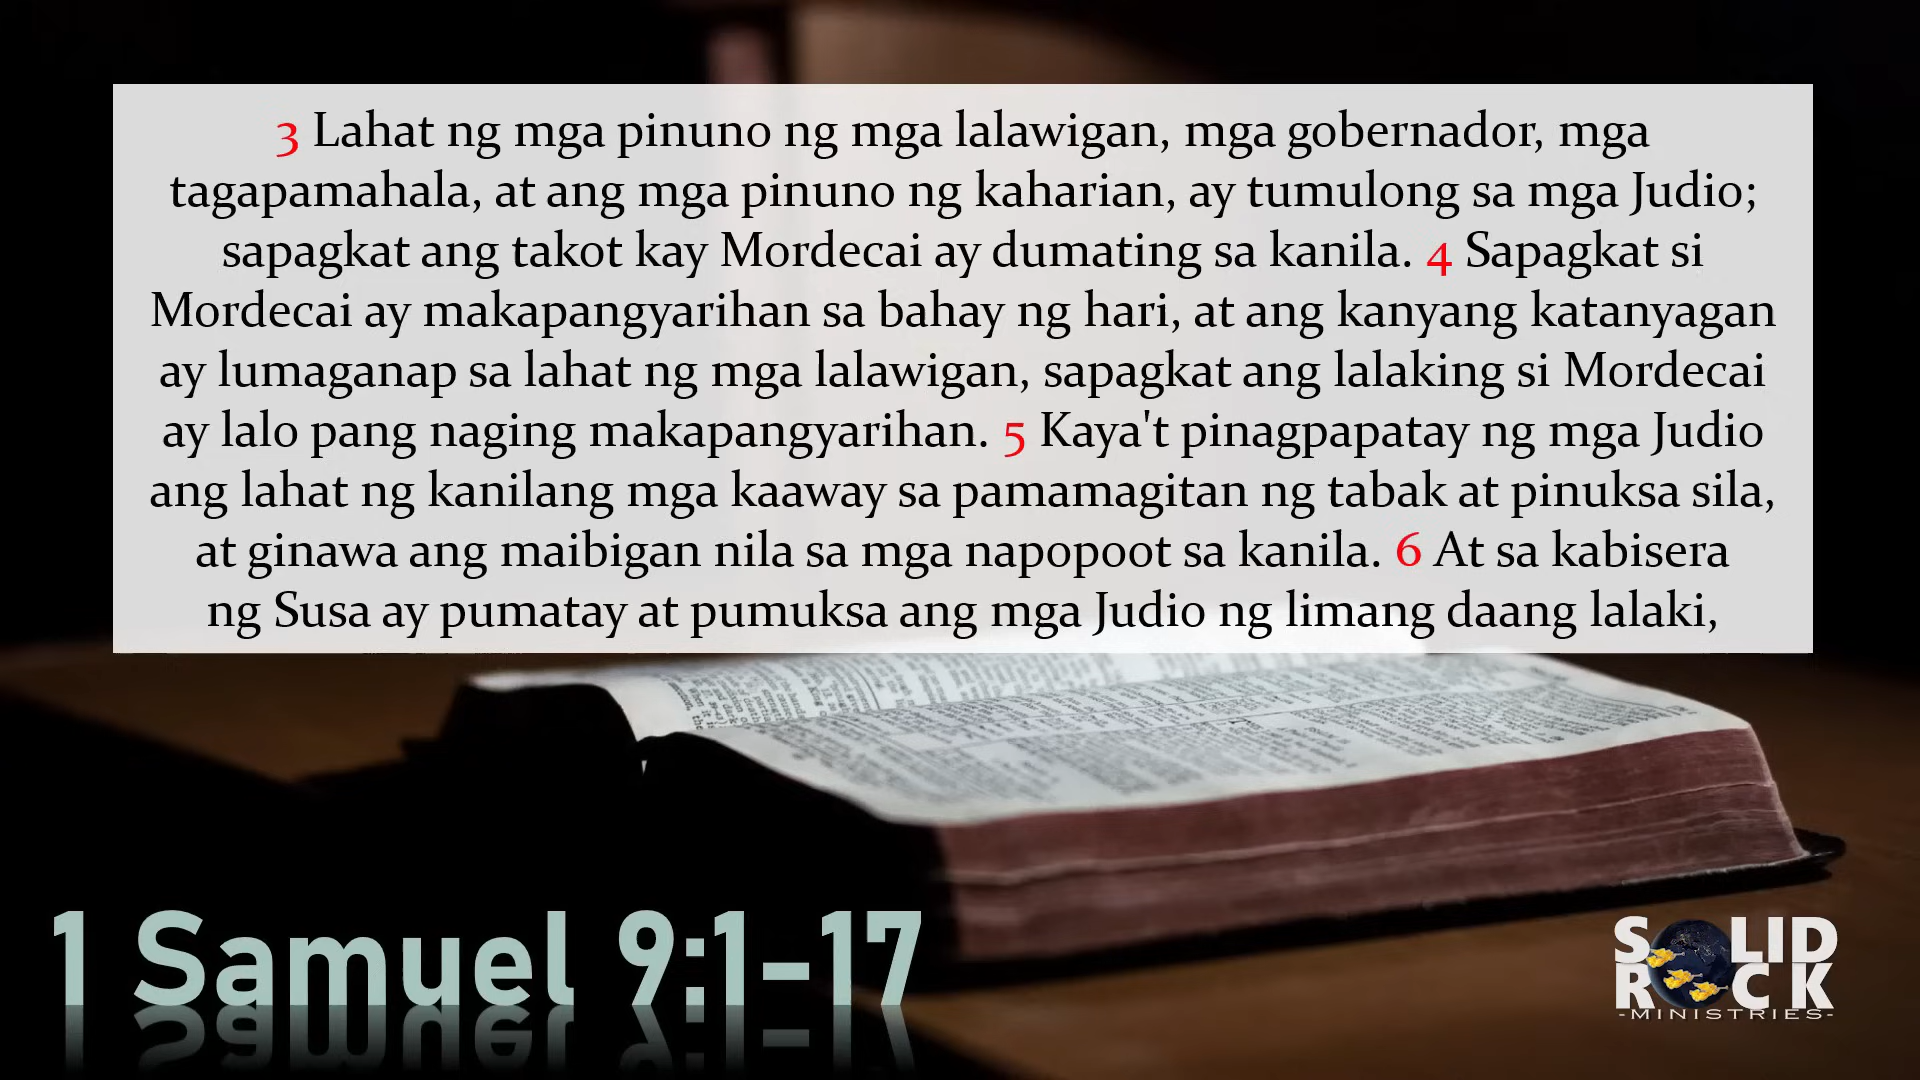 3 Lahat ng mga pinuno ng mga lalawigan, mga gobernador, mga
tagapamahala, at ang mga pinuno ng kaharian, ay tumulong sa mga Judio;
sapagkat ang takot kay Mordecai ay dumating sa kanila. 4 Sapagkat si
Mordecai ay makapangyarihan sa bahay ng hari, at ang kanyang katanyagan
ay lumaganap sa lahat ng mga lalawigan, sapagkat ang lalaking si Mordecai
ay lalo pang naging makapangyarihan. 5 Kaya't pinagpapatay ng mga Judio
ang lahat ng kanilang mga kaaway sa pamamagitan ng tabak at pinuksa sila,
at ginawa ang maibigan nila sa mga napopoot sa kanila. 6 At sa kabisera
ng Susa ay pumatay at pumuksa ang mga Judio ng limang daang lalaki,
1 Samuel 9:1-17
SOLID
ROCK
-MINISTRIES-